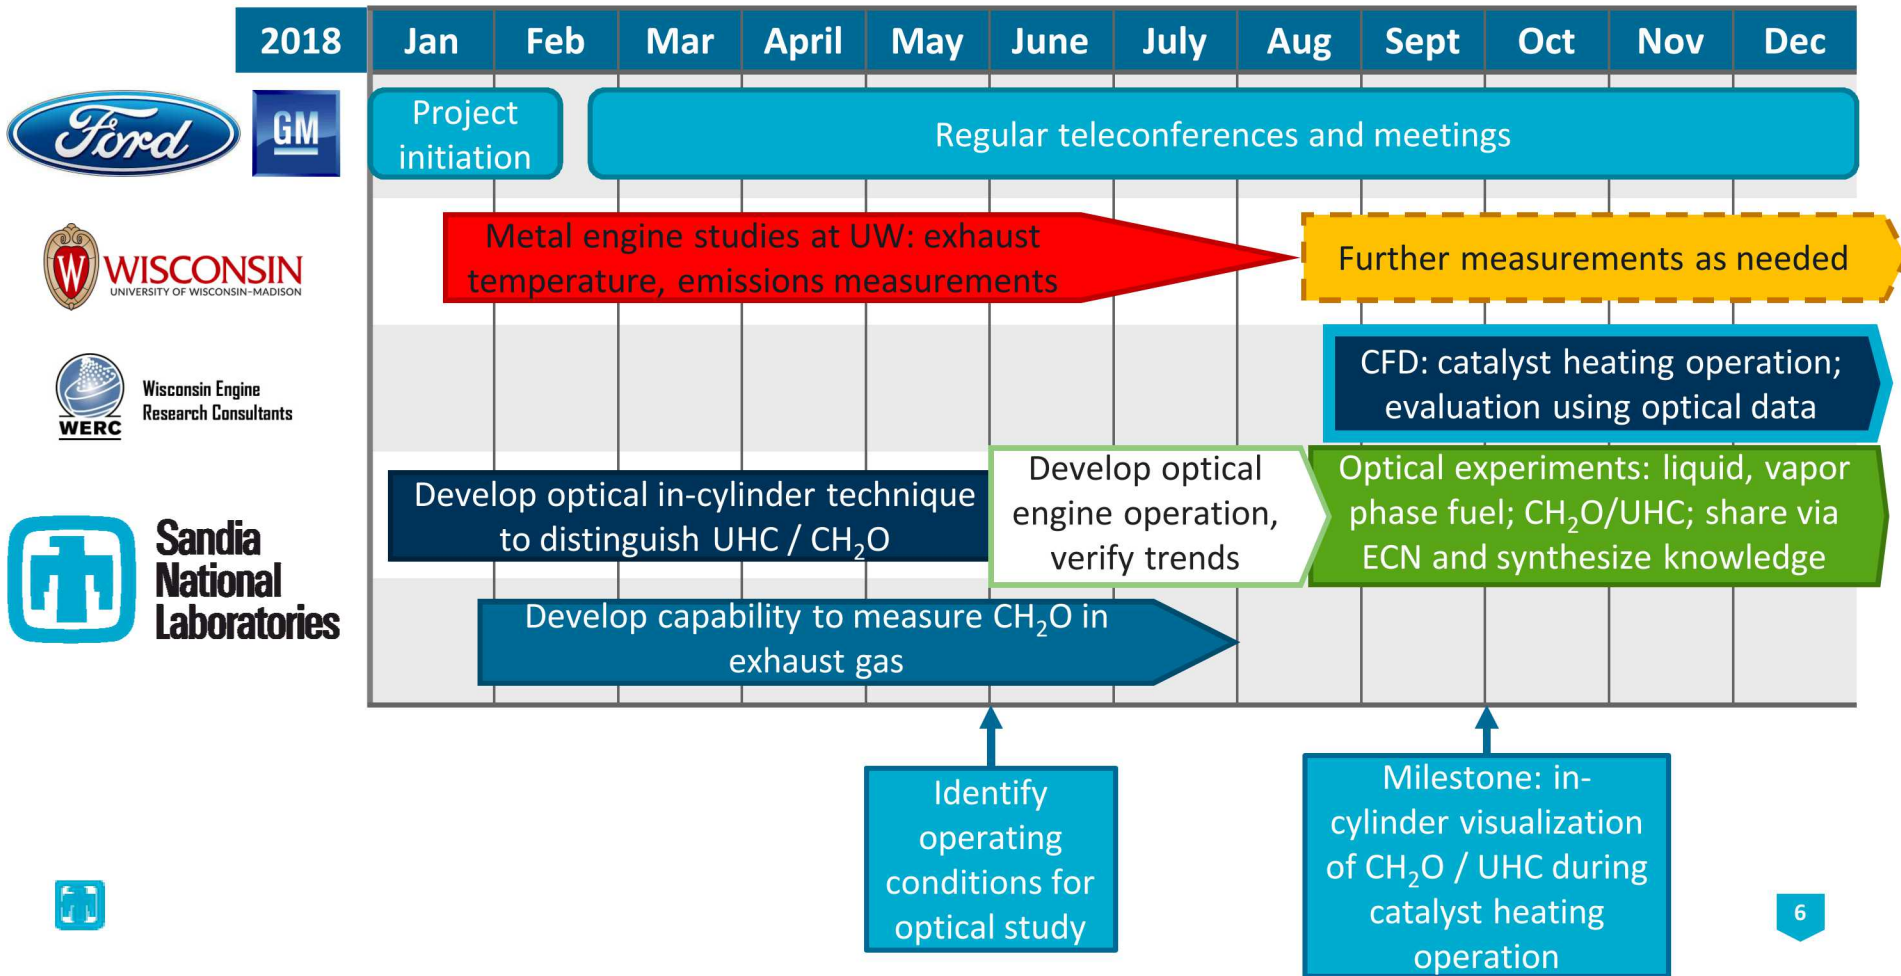 2018 Jan Feb Mar April May June July Aug Sept Oct Nov Dec
Ford
GM
Project
initiation
Regular teleconferences and meetings
W WISCONSIN
UNIVERSITY OF WISCONSIN-MADISON
Metal engine studies at UW: exhaust
temperature, emissions measurements
Further measurements as needed
WERC
Wisconsin Engine
Research Consultants
CFD: catalyst heating operation;
evaluation using optical data
Sandia
National
Laboratories
Develop optical in-cylinder technique
to distinguish UHC / CH₂O
Develop optical
engine operation,
verify trends
Optical experiments: liquid, vapor
phase fuel; CH₂O/UHC; share via
ECN and synthesize knowledge
Develop capability to measure CH₂O in
exhaust gas
Identify
operating
conditions for
optical study
Milestone: in-
cylinder visualization
of CH₂O / UHC during
catalyst heating
operation
6